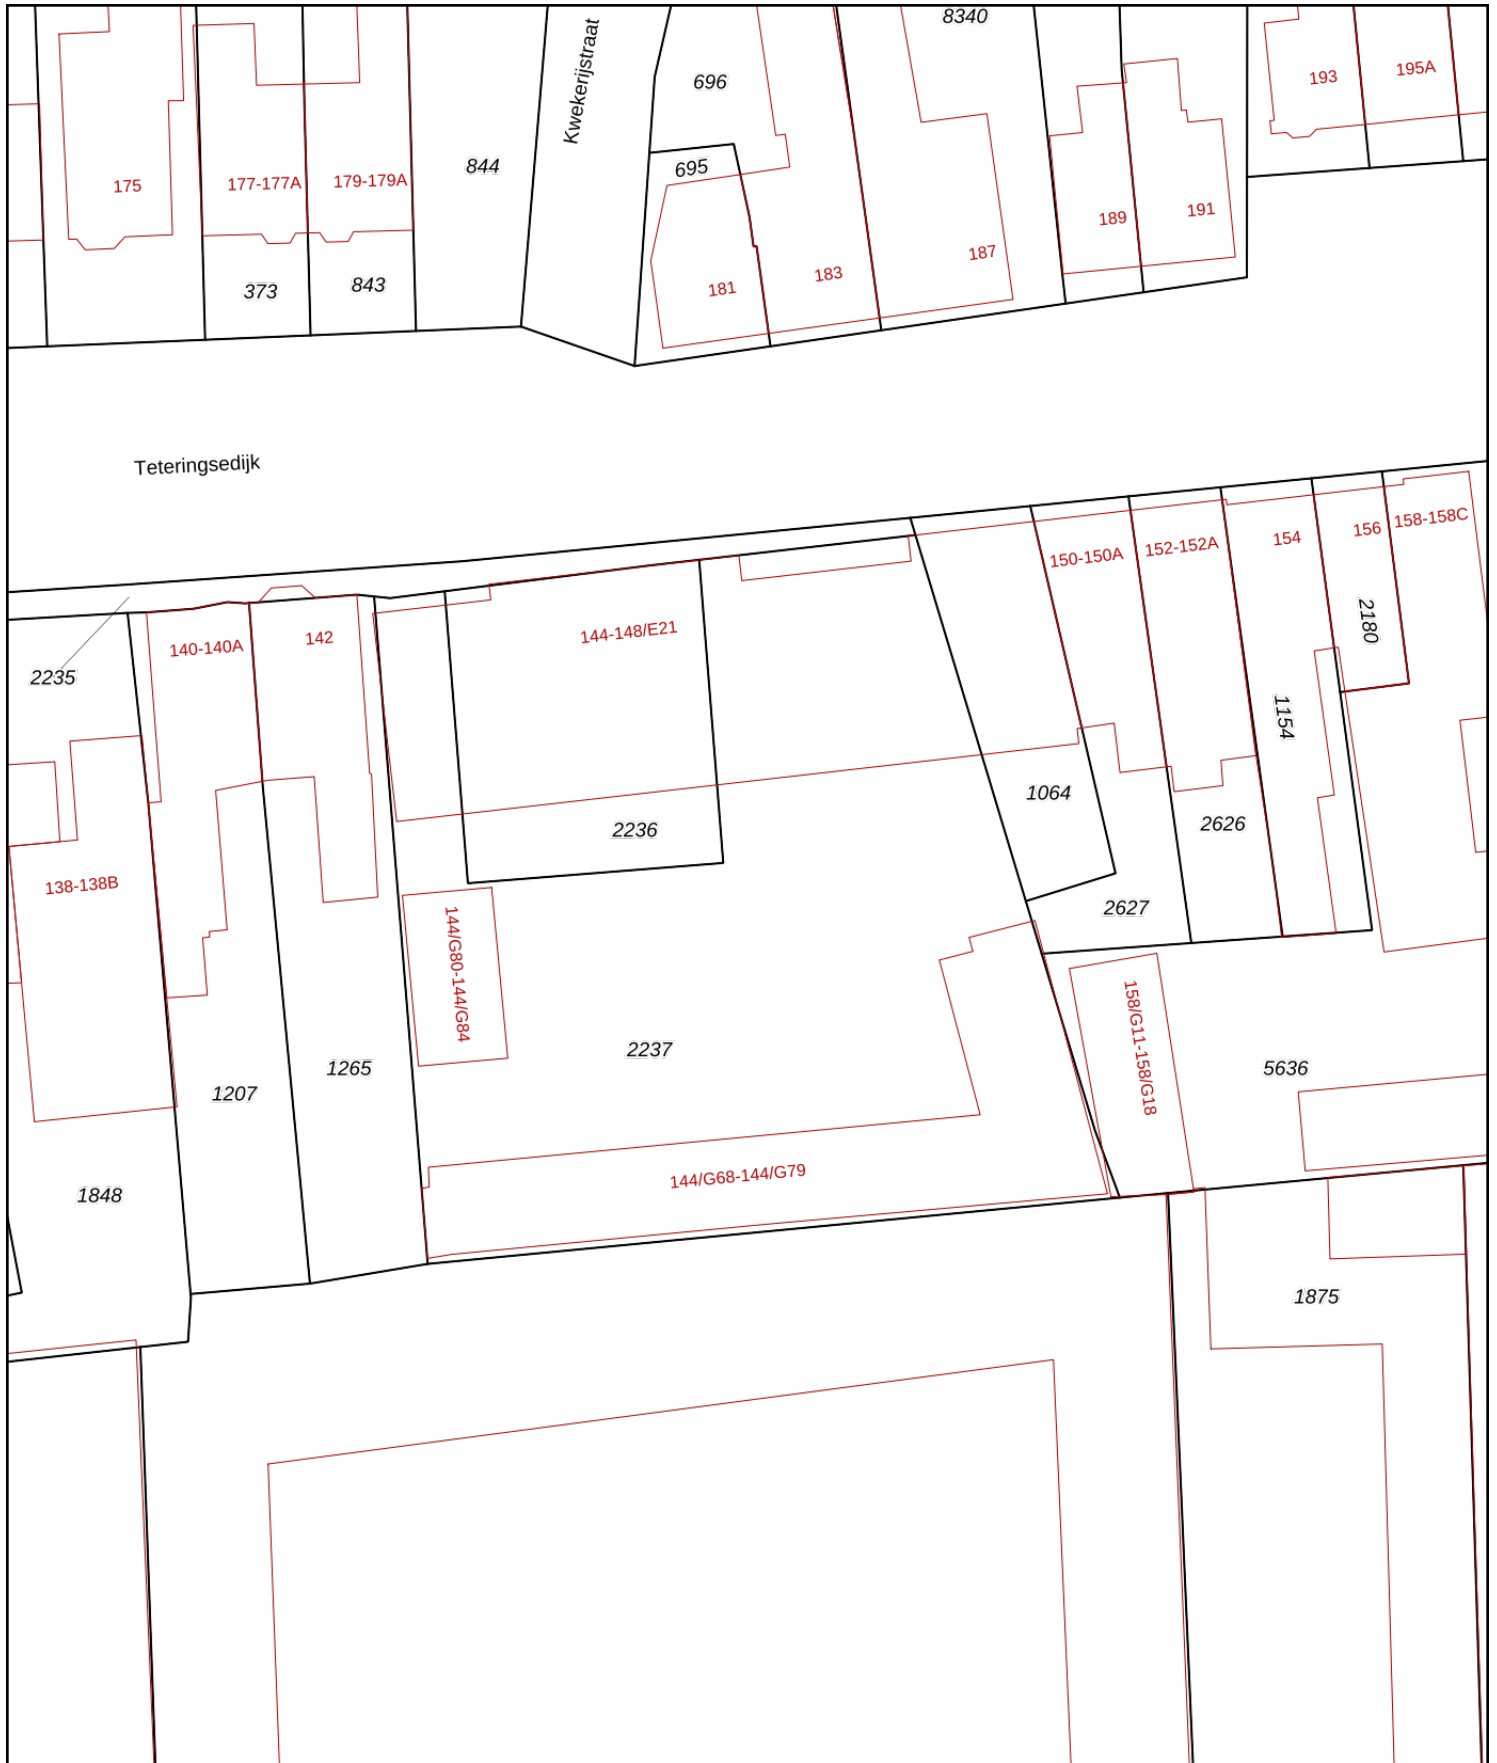 8340
Kwekerijstraat
696
193
195A
844
695
175
177-177A
179-179A
189
191
187
183
181
373
843
Teteringsedijk
158-158C
156
154
152-152A
150-150A
2180
144-148/E21
142
140-140A
2235
1154
1064
2626
2236
138-138B
2627
144/G80-144/G84
158/G11-158/G18
2237
1265
5636
1207
144/G68-144/G79
1848
1875